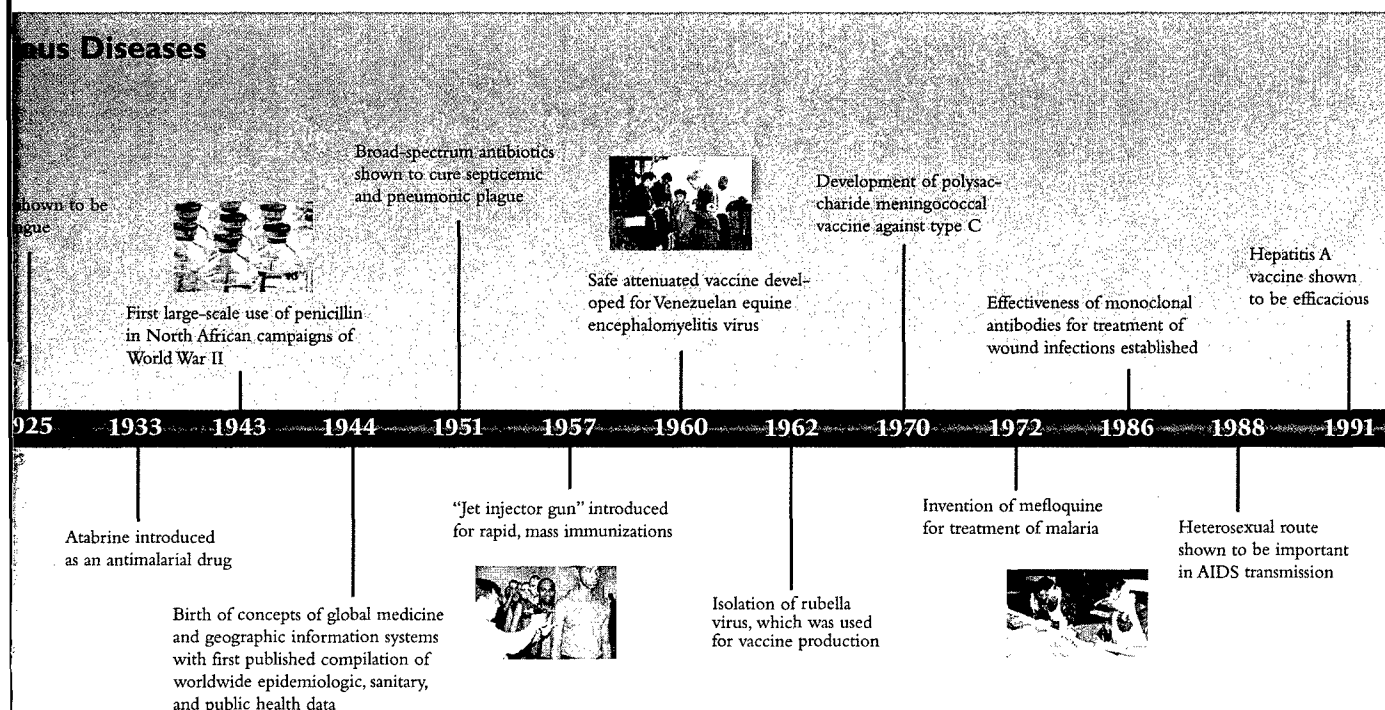 ous Diseases
shown to be
ague
First large-scale use of penicillin
in North African campaigns of
World War II
Broad-spectrum antibiotics
shown to cure septicemic
and pneumonic plague
Safe attenuated vaccine devel-
oped for Venezuelan equine
encephalomyelitis virus
Development of polysac-
charide meningococcal
vaccine against type C
Effectiveness of monoclonal
antibodies for treatment of
wound infections established
Hepatitis A
vaccine shown
to be efficacious
925 1933 1943 1944 1951 1957 1960 1962 1970 1972 1986 1988 1991
Atabrine introduced
as an antimalarial drug
Birth of concepts of global medicine
and geographic information systems
with first published compilation of
worldwide epidemiologic, sanitary,
and public health data
"Jet injector gun" introduced
for rapid, mass immunizations
Isolation of rubella
virus, which was used
for vaccine production
Invention of mefloquine
for treatment of malaria
Heterosexual route
shown to be important
in AIDS transmission